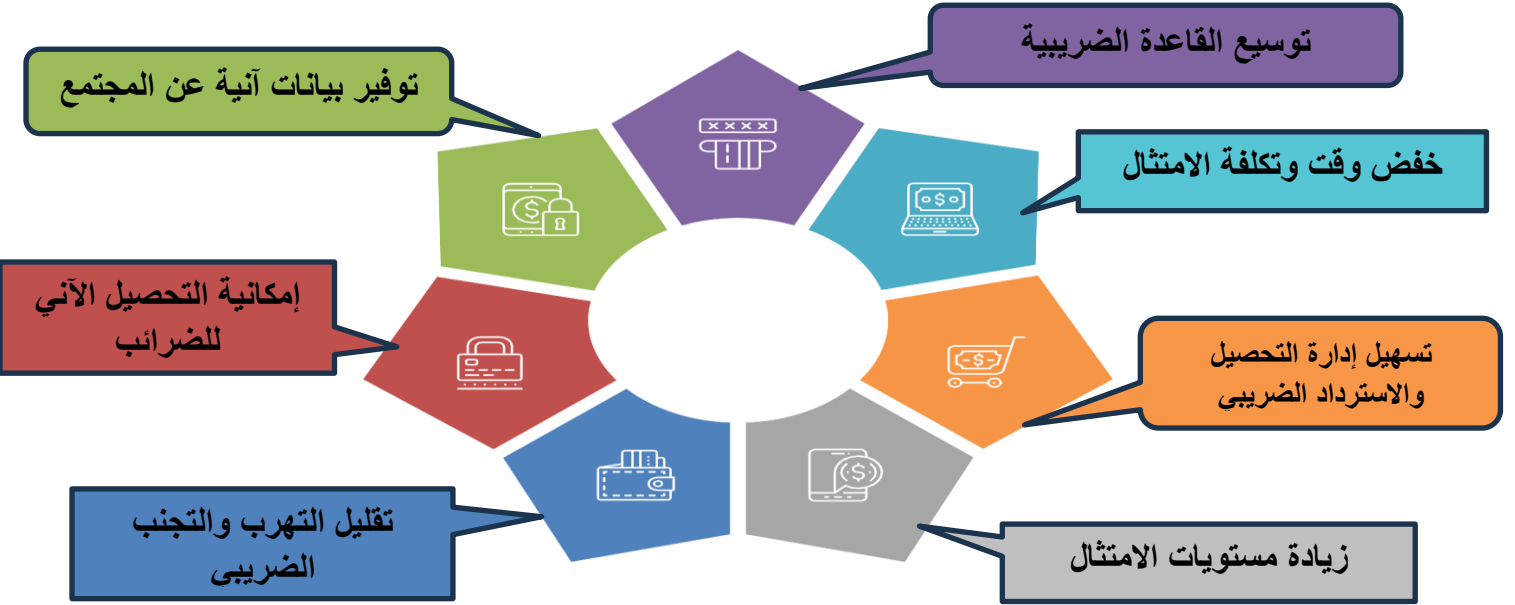 توسيع القاعدة الضريبية
توفير بيانات آنية عن المجتمع
خفض وقت وتكلفة الامتثال
إمكانية التحصيل الآني
للضرائب
تسهيل إدارة التحصيل
والاسترداد الضريبي
تقليل التهرب والتجنب
الضريبي
زيادة مستويات الامتثال